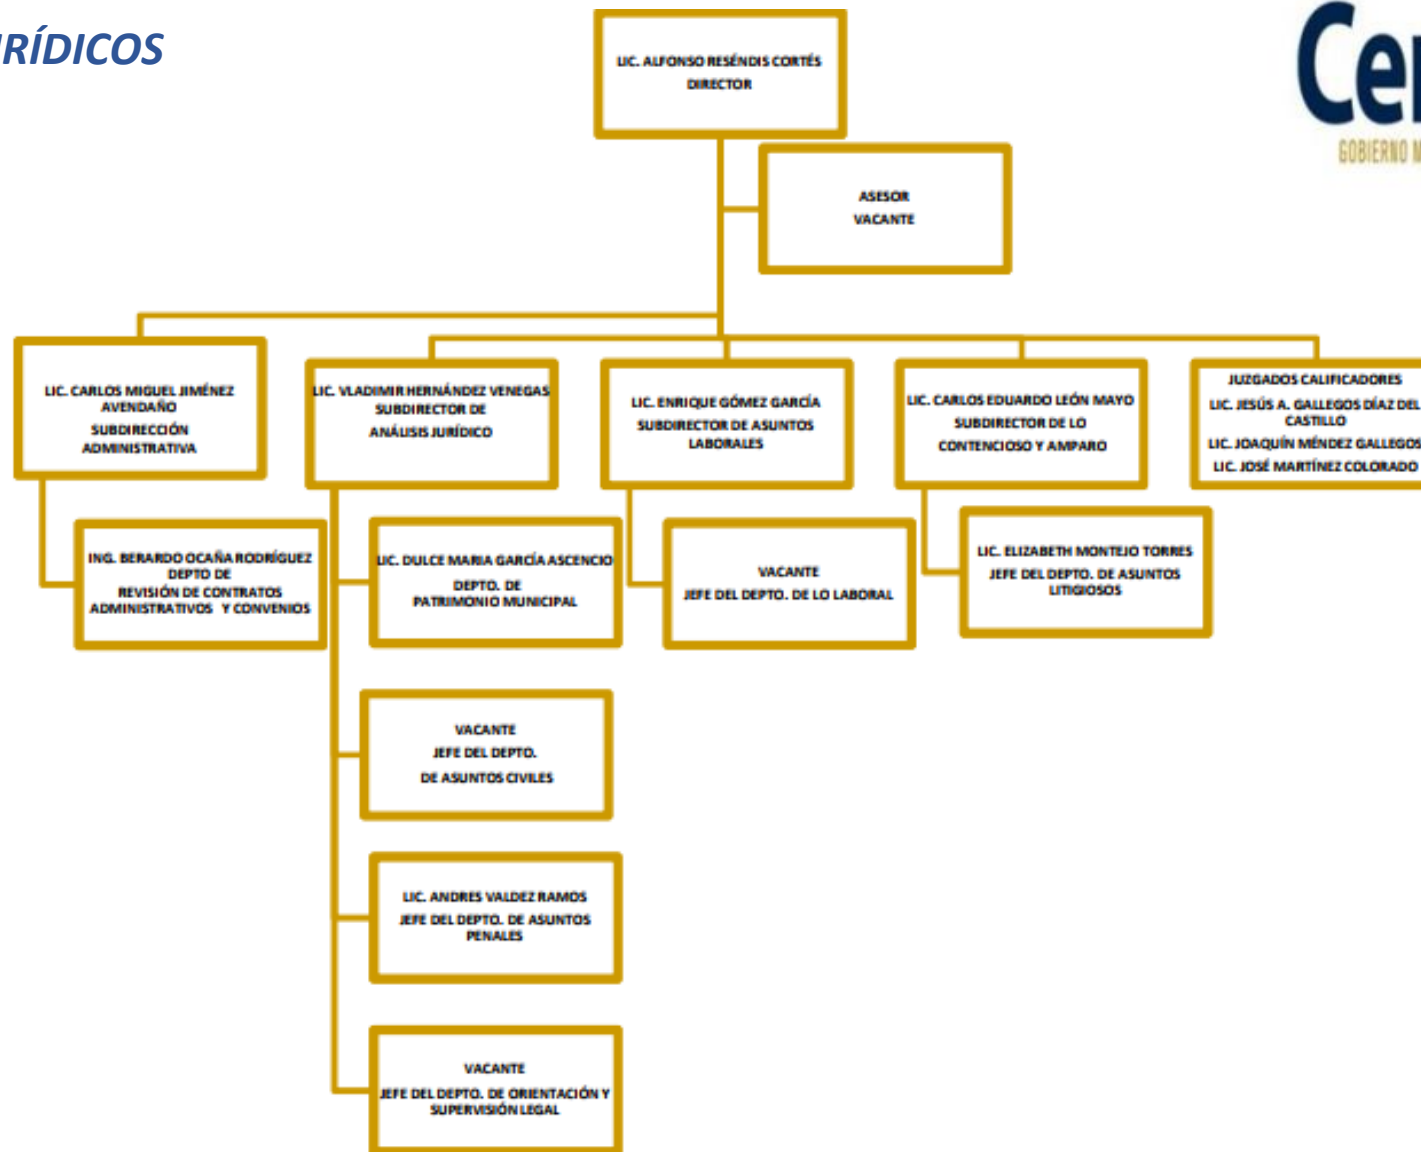 RÍDICOS
Cen
GOBIERNO M
LIC. ALFONSO RESÉNDIS CORTÉS
DIRECTOR
ASESOR
VACANTE
LIC. CARLOS MIGUEL JIMÉNEZ
AVENDAÑO
SUBDIRECCIÓN
ADMINISTRATIVA
LIC. VLADIMIR HERNÁNDEZ VENEGAS
SUBDIRECTOR DE
ANÁLISIS JURÍDICO
LIC. ENRIQUE GÓMEZ GARCÍA
SUBDIRECTOR DE ASUNTOS
LABORALES
LIC. CARLOS EDUARDO LEÓN MAYO
SUBDIRECTOR DE LO
CONTENCIOSO Y AMPARO
JUZGADOS CALIFICADORES
LIC. JESÚS A. GALLEGOS DÍAZ DEL
CASTILLO
LIC. JOAQUÍN MÉNDEZ GALLEGOS
LIC. JOSÉ MARTÍNEZ COLORADO
ING. BERARDO OCAÑA RODRÍGUEZ
DEPTO DE
REVISIÓN DE CONTRATOS
ADMINISTRATIVOS Y CONVENIOS
LIC. DULCE MARIA GARCÍA ASCENCIO
DEPTO. DE
PATRIMONIO MUNICIPAL
VACANTE
JEFE DEL DEPTO. DE LO LABORAL
LIC. ELIZABETH MONTEJO TORRES
JEFE DEL DEPTO. DE ASUNTOS
LITIGIOSOS
VACANTE
JEFE DEL DEPTO.
DE ASUNTOS CIVILES
LIC. ANDRES VALDEZ RAMOS
JEFE DEL DEPTO. DE ASUNTOS
PENALES
VACANTE
JEFE DEL DEPTO. DE ORIENTACIÓN Y
SUPERVISIÓN LEGAL